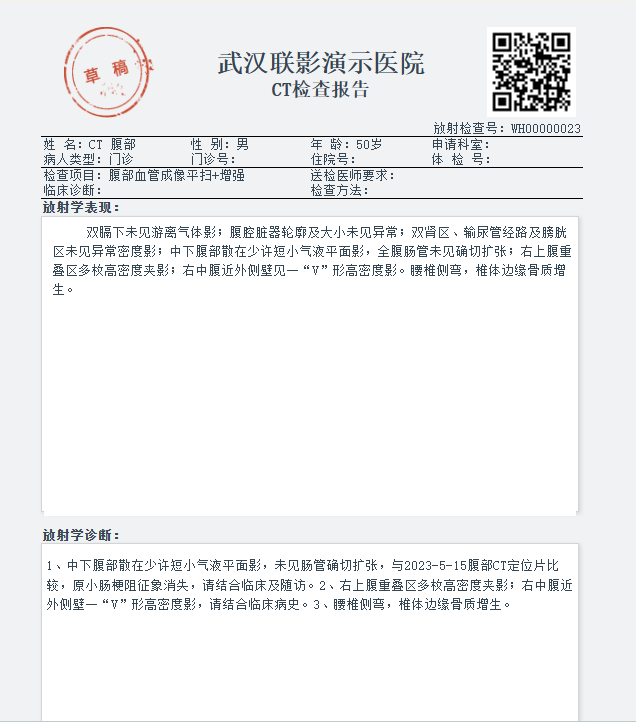 草稿
武汉联影演示医院
CT检查报告
放射检查号：WH00000023
姓 名：CT 腹部 性 别：男 年 龄：50岁 申请科室：
病人类型：门诊 门诊号： 住院号： 体 检 号：
检查项目：腹部血管成像平扫+增强 送检医师要求：
临床诊断： 检查方法：
放射学表现：
双膈下未见游离气体影；腹腔脏器轮廓及大小未见异常；双肾区、输尿管经路及膀胱
区未见异常密度影；中下腹部散在少许短小气液平面影，全腹肠管未见确切扩张；右上腹重
叠区多枚高密度夹影；右中腹近外侧壁见一“V”形高密度影。腰椎侧弯，椎体边缘骨质增
生。
放射学诊断：
1、中下腹部散在少许短小气液平面影，未见肠管确切扩张，与2023-5-15腹部CT定位片比
较，原小肠梗阻征象消失，请结合临床及随访。2、右上腹重叠区多枚高密度夹影；右中腹近
外侧壁一“V”形高密度影，请结合临床病史。3、腰椎侧弯，椎体边缘骨质增生。